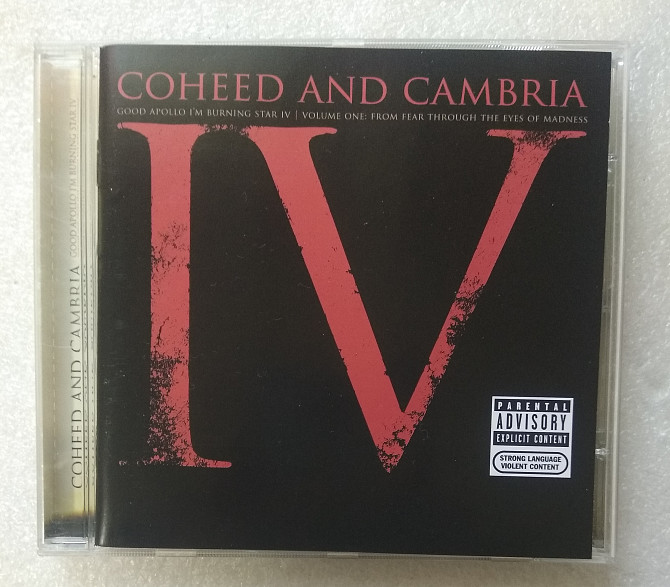 COHEED AND CAMBRIA
GOOD APOLLO I'M BURNING STAR IV | VOLUME ONE: FROM FEAR THROUGH THE EYES OF MADNESS
IV
PARENTAL
ADVISORY
EXPLICIT CONTENT
STRONG LANGUAGE
VIOLENT CONTENT
COHEED AND CAMBRIA GOOD APOLLO I'M BURNING STAR IV